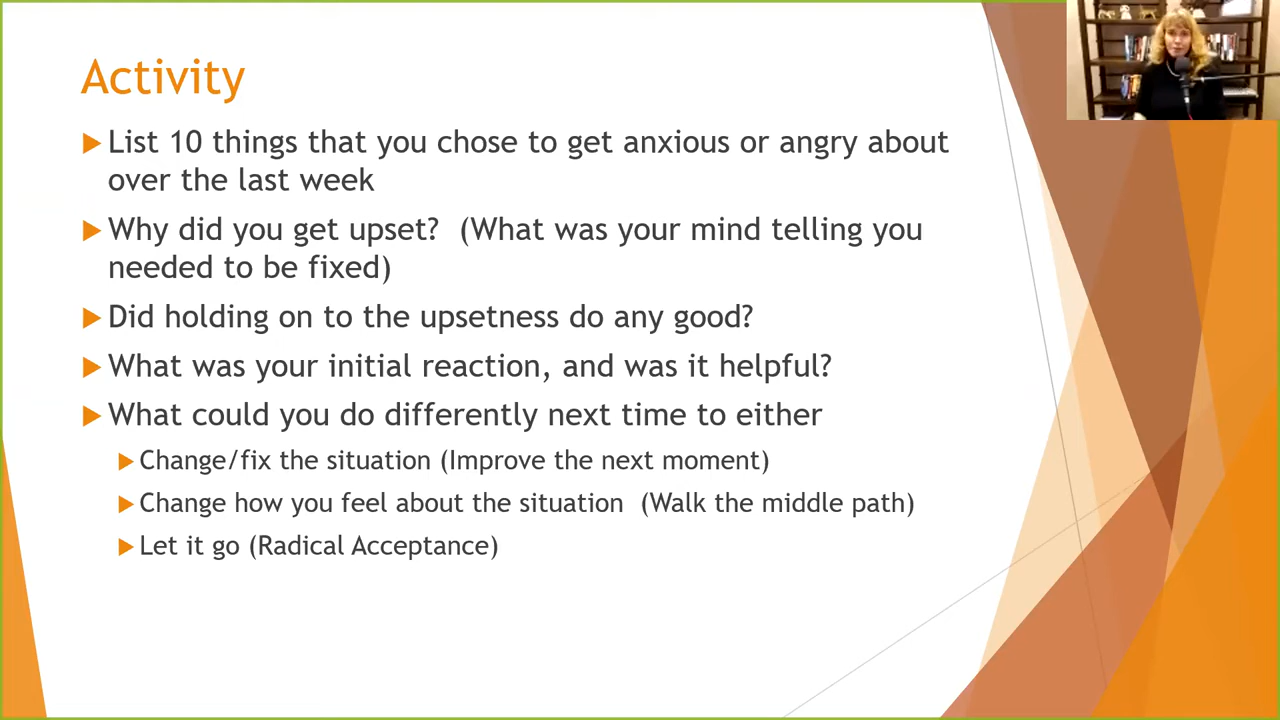 Activity
List 10 things that you chose to get anxious or angry about
over the last week
Why did you get upset?  (What was your mind telling you
needed to be fixed)
Did holding on to the upsetness do any good?
What was your initial reaction, and was it helpful?
What could you do differently next time to either
Change/fix the situation (Improve the next moment)
Change how you feel about the situation  (Walk the middle path)
Let it go (Radical Acceptance)